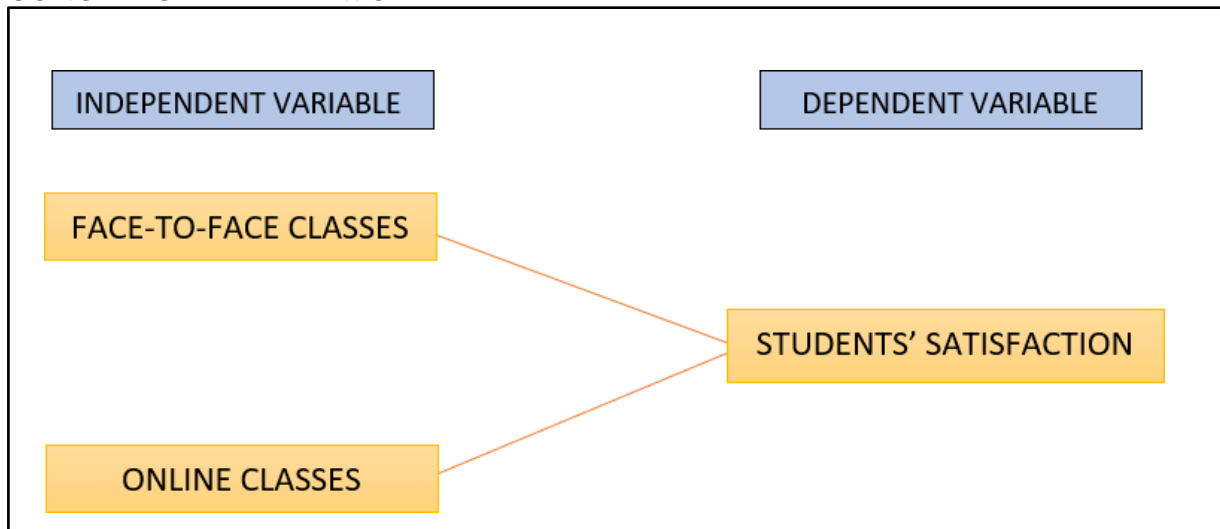 INDEPENDENT VARIABLE
DEPENDENT VARIABLE
FACE-TO-FACE CLASSES
STUDENTS’ SATISFACTION
ONLINE CLASSES